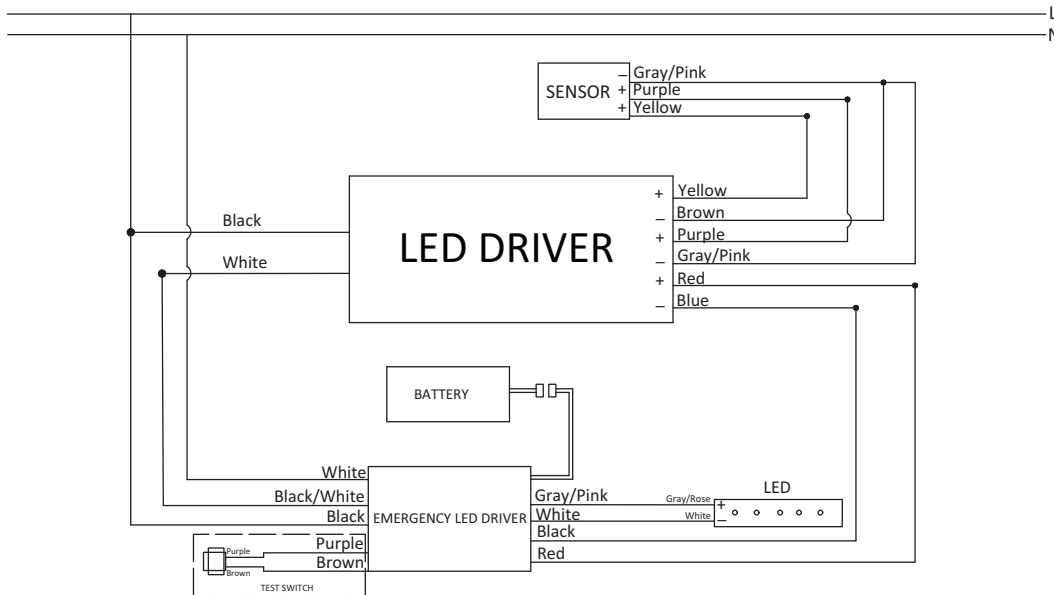 L
N
Gray/Pink
SENSOR
Purple
Yellow
Yellow
Black
Brown
LED DRIVER
Purple
White
Gray/Pink
Red
Blue
BATTERY
White
Black/White
Gray/Pink
Gray/Rose
LED
Black
EMERGENCY LED DRIVER
White
White
Black
Purple
Purple
Red
Brown
Brown
TEST SWITCH